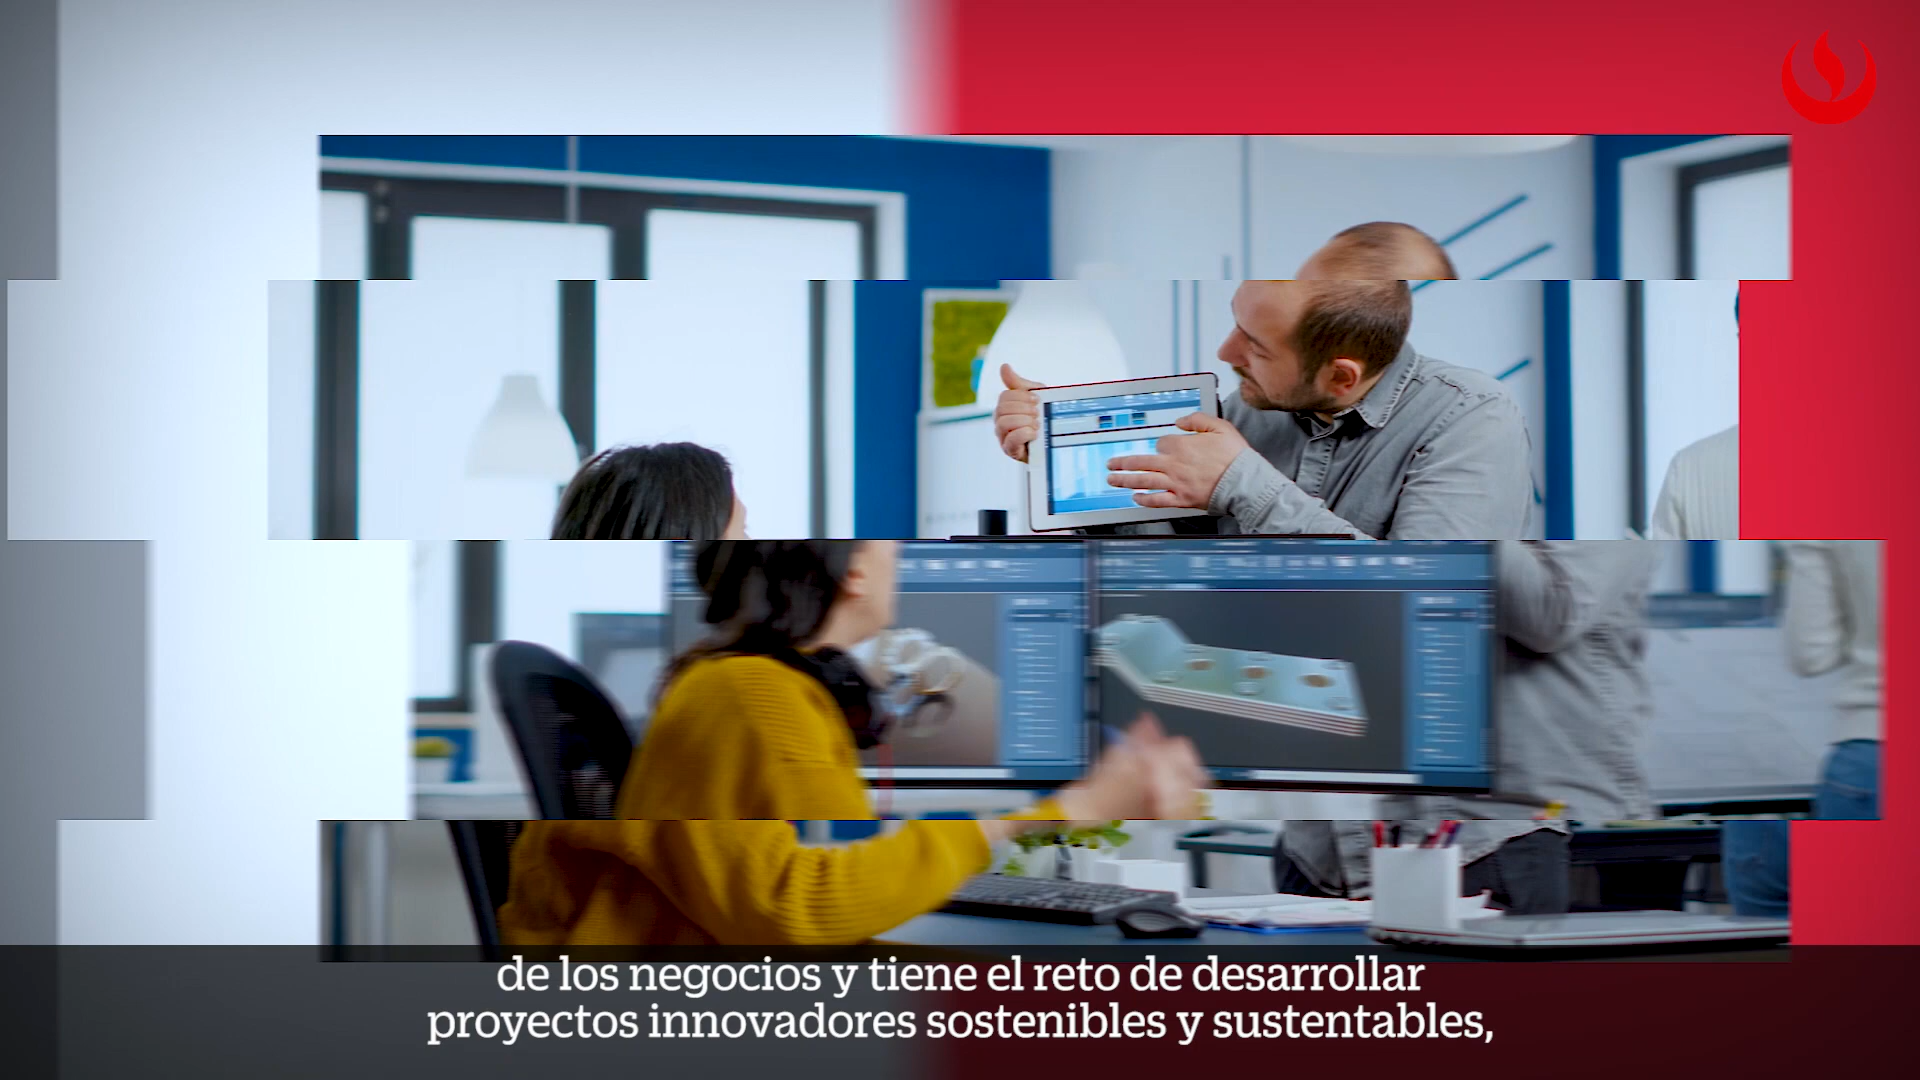 de los negocios y tiene el reto de desarrollar
proyectos innovadores sostenibles y sustentables,